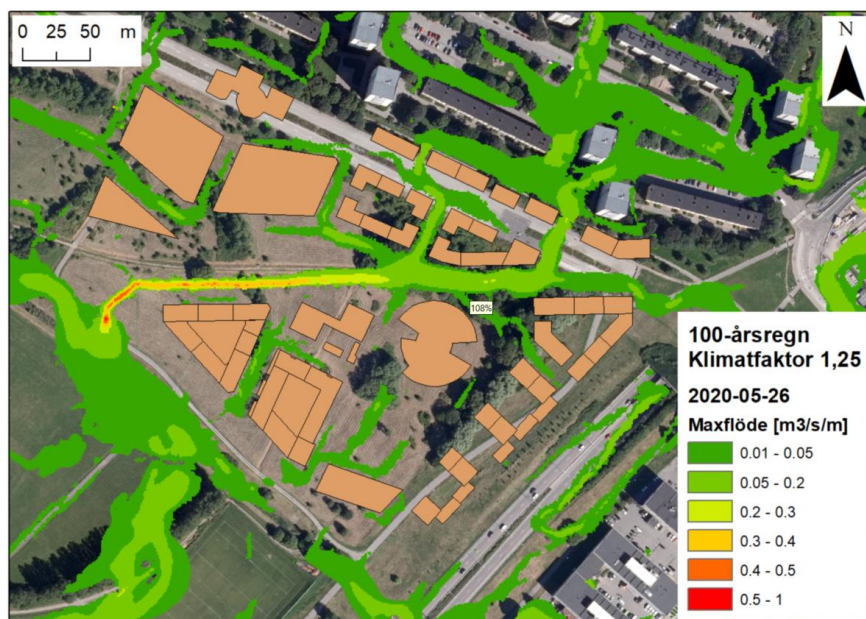 0 25 50 m
N
108%
100-årsregn
Klimatfaktor 1,25
2020-05-26
Maxflöde [m3/s/m]
0.01 - 0.05
0.05 - 0.2
0.2 - 0.3
0.3 - 0.4
0.4 - 0.5
0.5 - 1